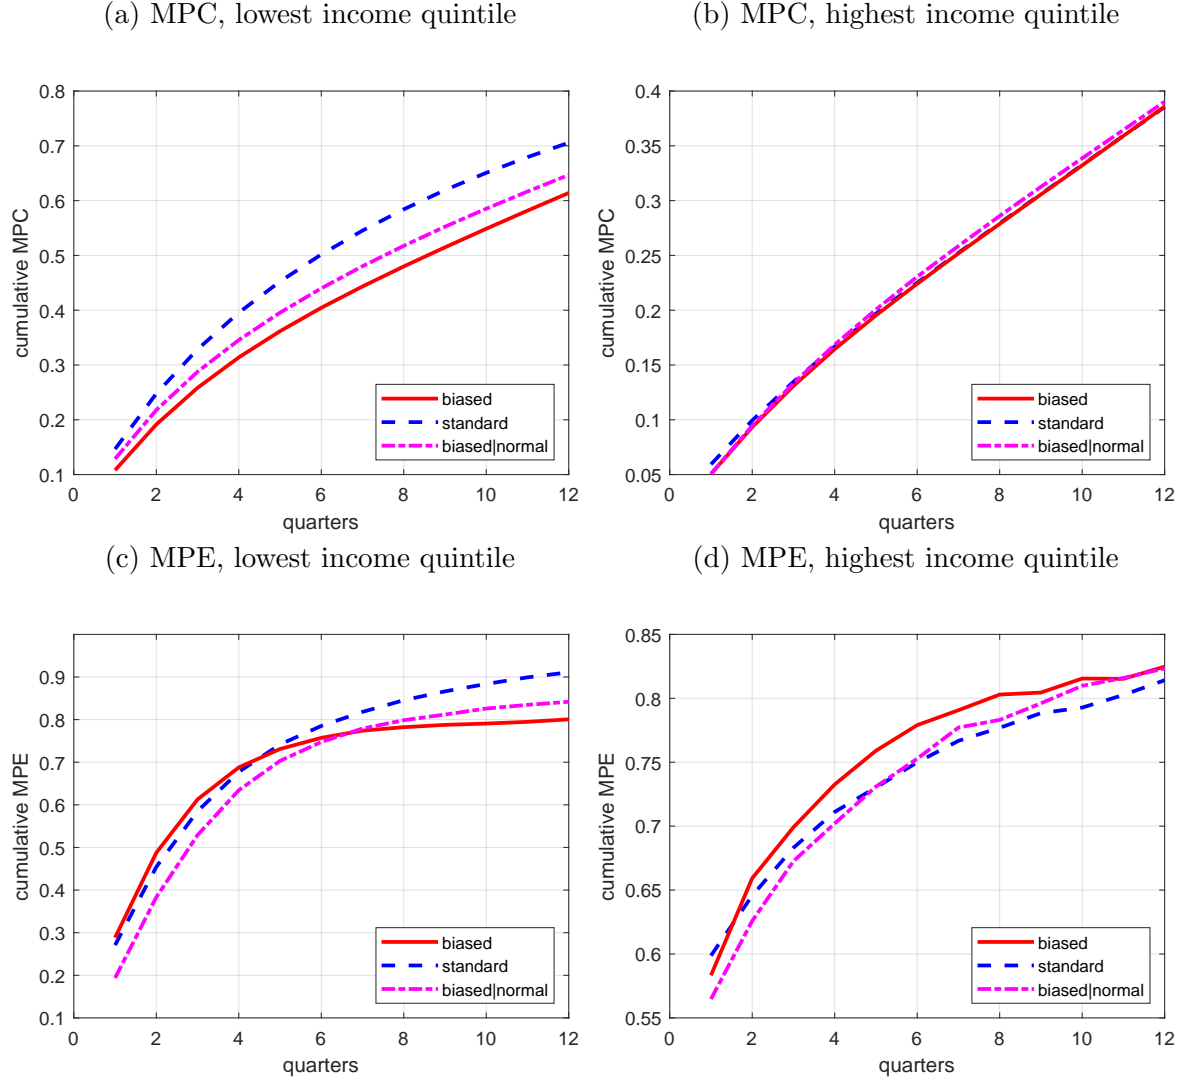 (a) MPC, lowest income quintile
0.8
0.7
0.6
0.5
0.4
0.3
0.2
0.1
cumulative MPC
biased
standard
biased|normal
0 2 4 6 8 10 12
quarters
(b) MPC, highest income quintile
0.4
0.35
0.3
0.25
0.2
0.15
0.1
0.05
cumulative MPC
biased
standard
biased|normal
0 2 4 6 8 10 12
quarters
(c) MPE, lowest income quintile
0.9
0.8
0.7
0.6
0.5
0.4
0.3
0.2
0.1
cumulative MPE
biased
standard
biased|normal
0 2 4 6 8 10 12
quarters
(d) MPE, highest income quintile
0.85
0.8
0.75
0.7
0.65
0.6
0.55
cumulative MPE
biased
standard
biased|normal
0 2 4 6 8 10 12
quarters